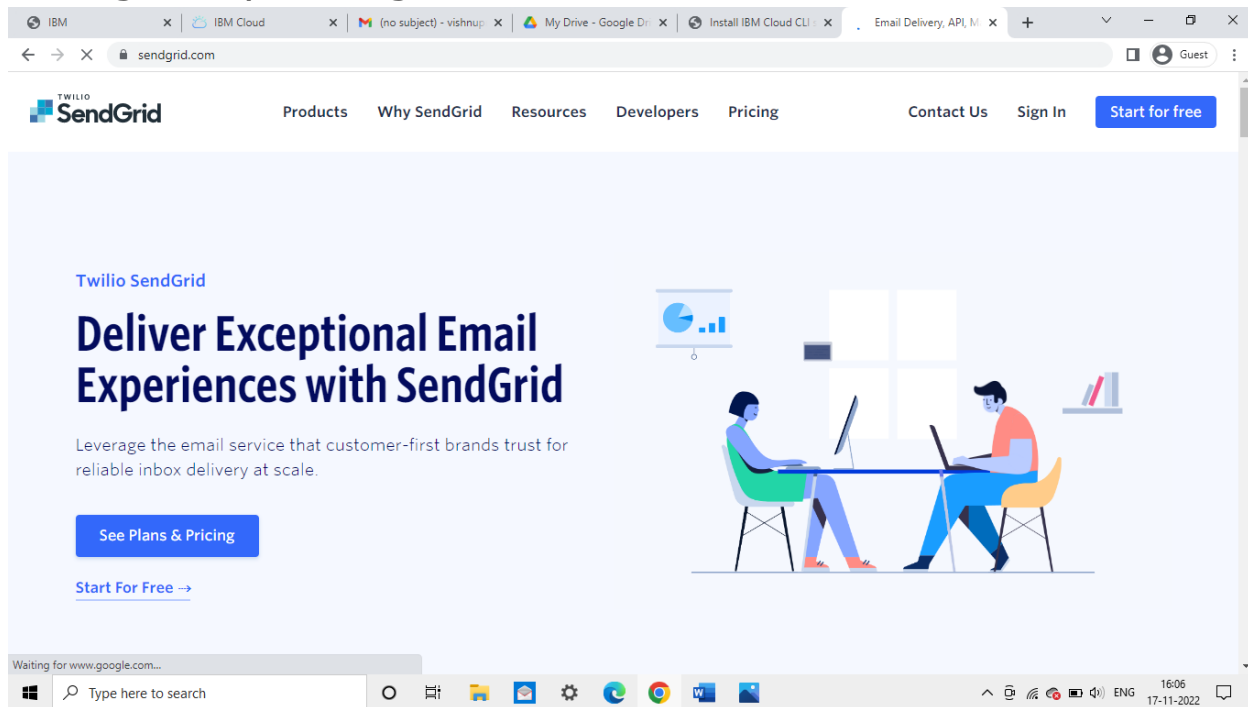 IBM
IBM Cloud
(no subject) - vishnup
My Drive - Google Dri
Install IBM Cloud CLI
Email Delivery, API, M
sendgrid.com
Guest
TWILIO
SendGrid
Products
Why SendGrid
Resources
Developers
Pricing
Contact Us
Sign In
Start for free
Twilio SendGrid
Deliver Exceptional Email
Experiences with SendGrid
Leverage the email service that customer-first brands trust for
reliable inbox delivery at scale.
See Plans & Pricing
Start For Free →
Waiting for www.google.com...
Type here to search
ENG
16:06
17-11-2022